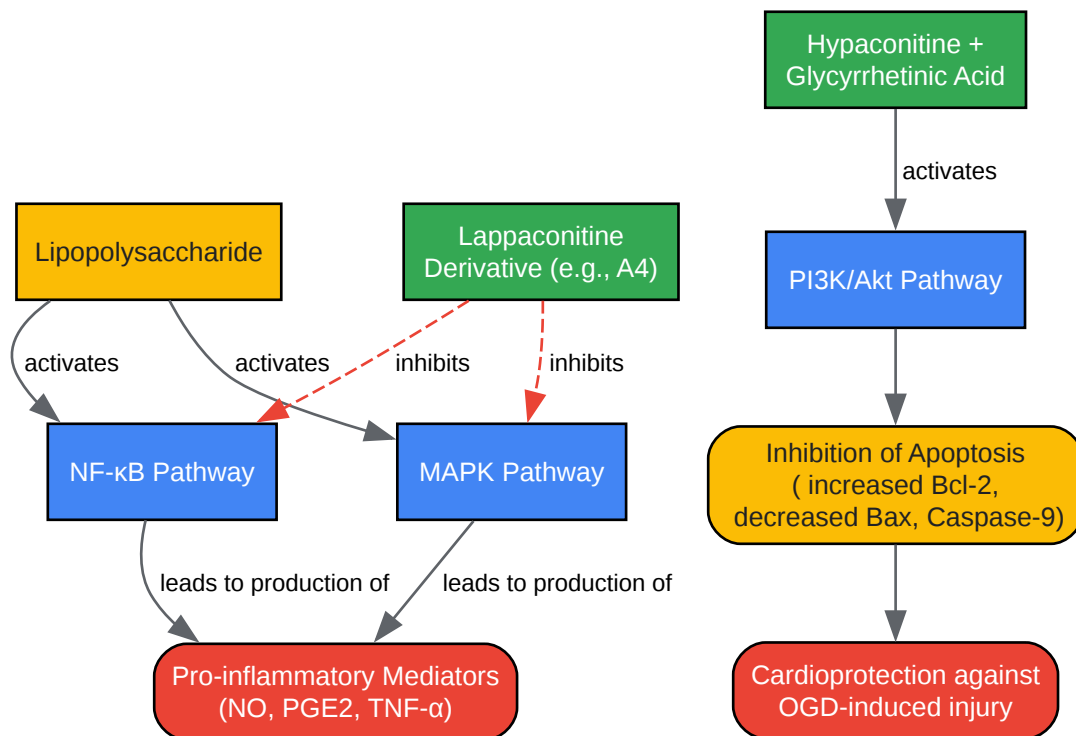 Hypaconitine +
Glycyrrhetinic Acid
activates
Lipopolysaccharide
Lappaconitine
Derivative (e.g., A4)
PI3K/Akt Pathway
activates
activates
inhibits
inhibits
NF-κB Pathway
MAPK Pathway
Inhibition of Apoptosis
( increased Bcl-2,
decreased Bax, Caspase-9)
leads to production of
leads to production of
Pro-inflammatory Mediators
(NO, PGE2, TNF-α)
Cardioprotection against
OGD-induced injury